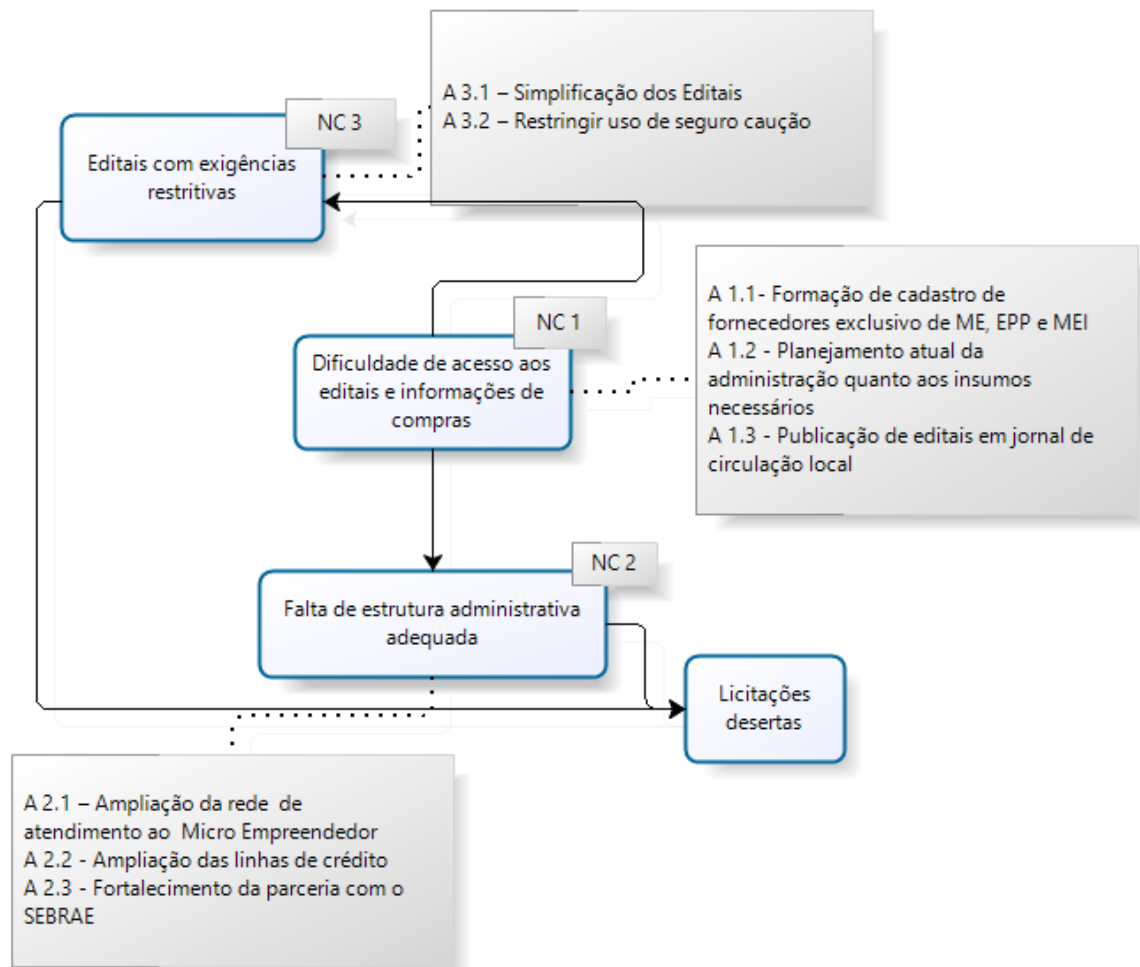 A 3.1 – Simplificação dos Editais
A 3.2 – Restringir uso de seguro caução
NC 3
Editais com exigências
restritivas
A 1.1- Formação de cadastro de
fornecedores exclusivo de ME, EPP e MEI
A 1.2 - Planejamento atual da
administração quanto aos insumos
necessários
A 1.3 - Publicação de editais em jornal de
circulação local
NC 1
Dificuldade de acesso aos
editais e informações de
compras
NC 2
Falta de estrutura administrativa
adequada
Licitações
desertas
A 2.1 – Ampliação da rede  de
atendimento ao  Micro Empreendedor
A 2.2 - Ampliação das linhas de crédito
A 2.3 - Fortalecimento da parceria com o
SEBRAE